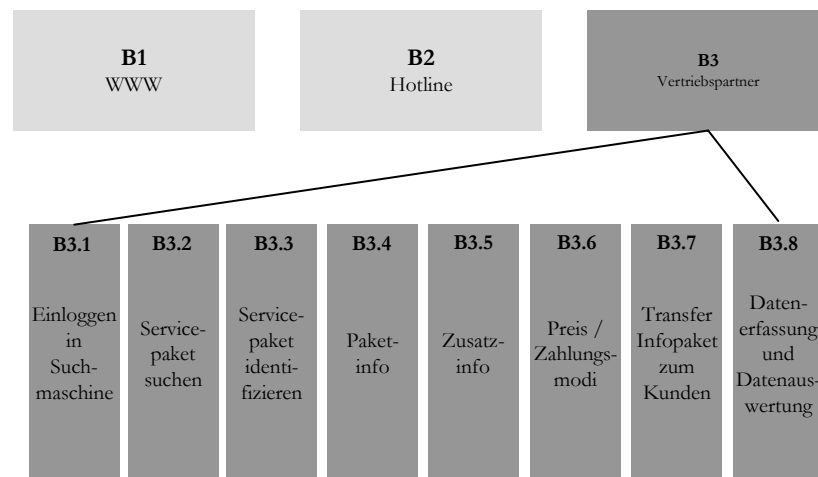 B1
WWW
B2
Hotline
B3
Vertriebspartner
B3.1
Einloggen
in
Such-
maschine
B3.2
Service-
paket
suchen
B3.3
Service-
paket
identi-
fizieren
B3.4
Paket-
info
B3.5
Zusatz-
info
B3.6
Preis /
Zahlungs-
modi
B3.7
Transfer
Infopaket
zum
Kunden
B3.8
Daten-
erfassung
und
Datenaus-
wertung